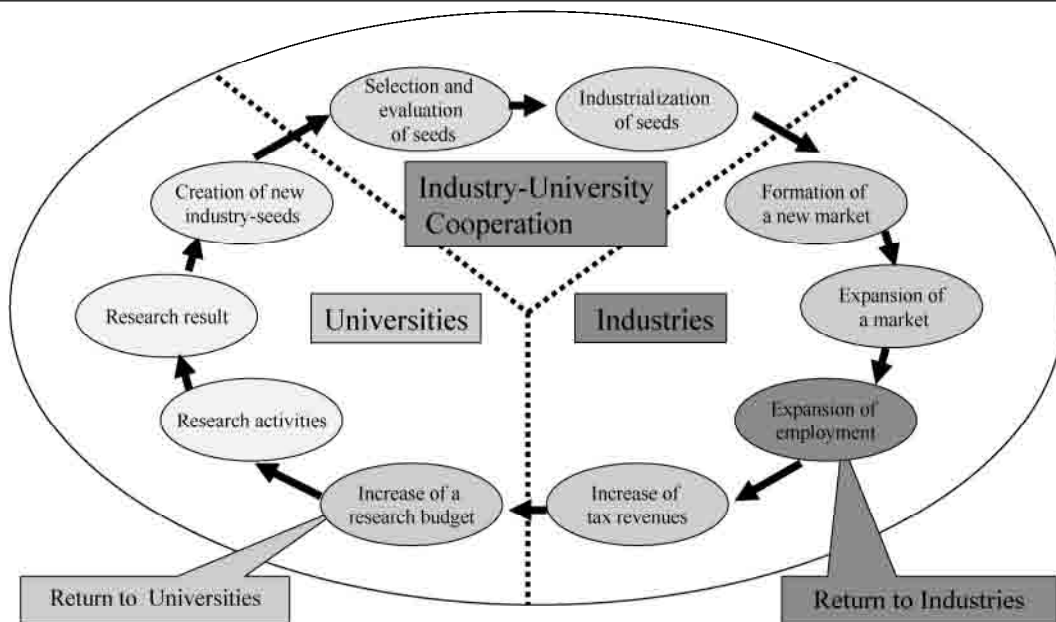 Selection and
evaluation
of seeds
Industrialization
of seeds
Industry-University
Cooperation
Creation of new
industry-seeds
Formation of
a new market
Research result
Universities
Industries
Expansion of
a market
Research activities
Expansion of
employment
Increase of a
research budget
Increase of
tax revenues
Return to Universities
Return to Industries